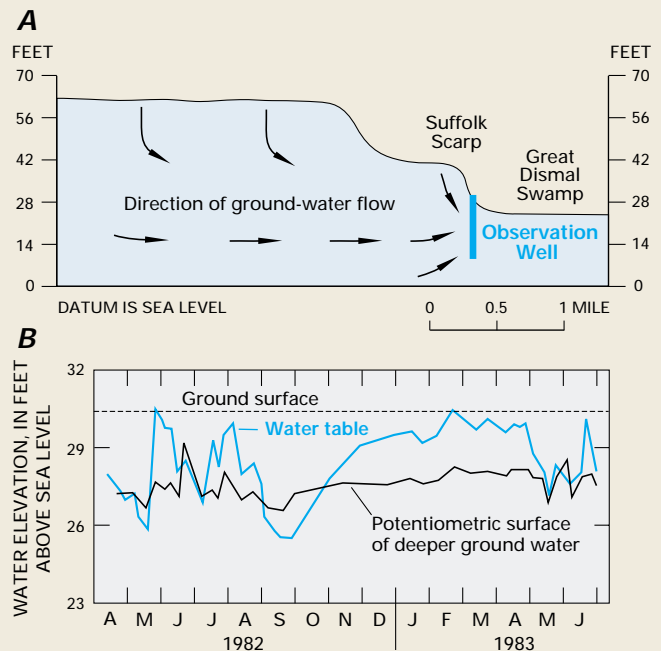 A
FEET
FEET
70
56
42
28
14
0
Suffolk
Scarp
Great
Dismal
Swamp
Direction of ground-water flow
Observation
Well
70
56
42
28
14
0
DATUM IS SEA LEVEL
0 0.5 1 MILE
B
WATER ELEVATION, IN FEET
ABOVE SEA LEVEL
32
29
26
23
Ground surface
Water table
Potentiometric surface
of deeper ground water
A M J J A S O N D J F M A M J
1982 1983